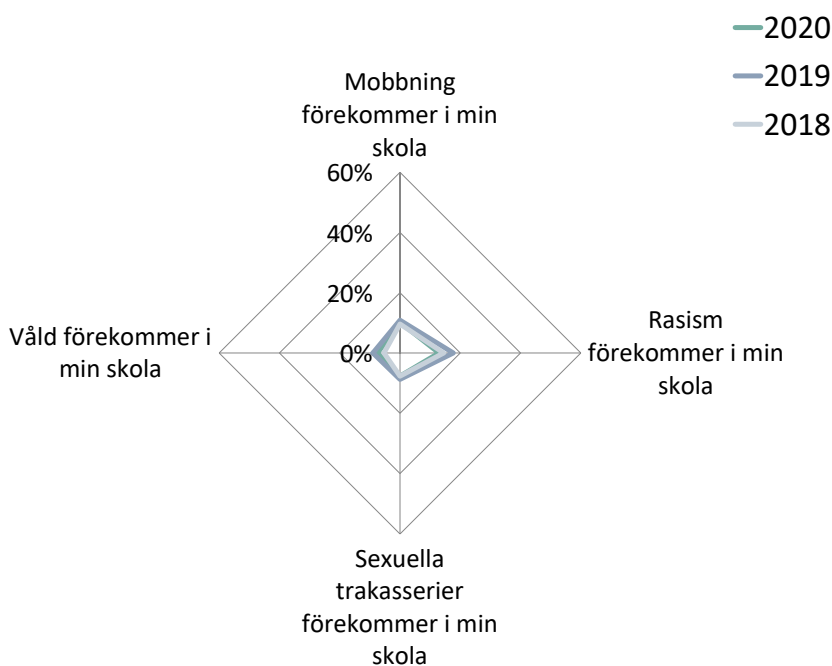 2020
2019
2018
Mobbning
förekommer i min
skola
60%
40%
20%
0%
Rasism
förekommer i min
skola
Våld förekommer i
min skola
Sexuella
trakasserier
förekommer i min
skola